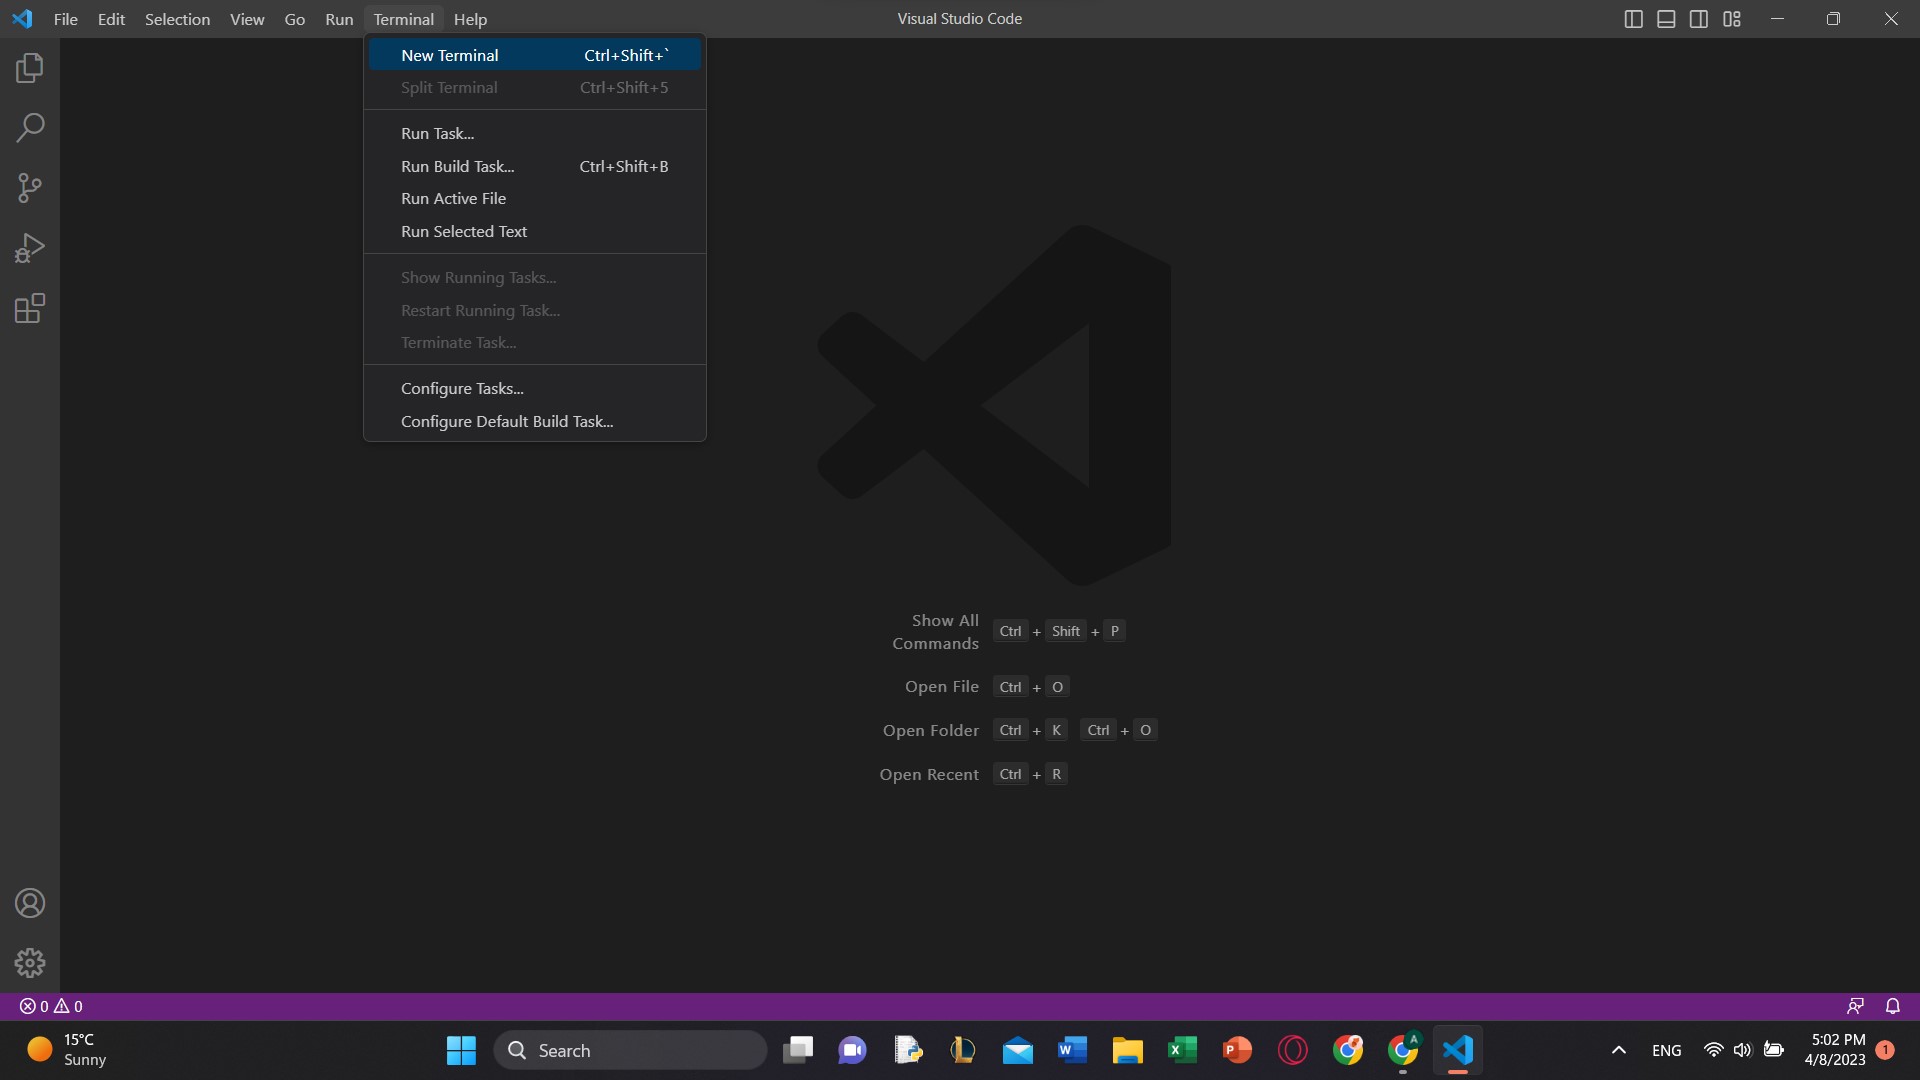 File Edit Selection View Go Run Terminal Help Visual Studio Code
New Terminal Ctrl+Shift+`
Split Terminal Ctrl+Shift+5
Run Task...
Run Build Task... Ctrl+Shift+B
Run Active File
Run Selected Text
Show Running Tasks...
Restart Running Task...
Terminate Task...
Configure Tasks...
Configure Default Build Task...
Show All
Commands Ctrl + Shift + P
Open File Ctrl + O
Open Folder Ctrl + K Ctrl + O
Open Recent Ctrl + R
0 0
15°C
Sunny
Search
W
X
P
A
ENG
5:02 PM
4/8/2023
1